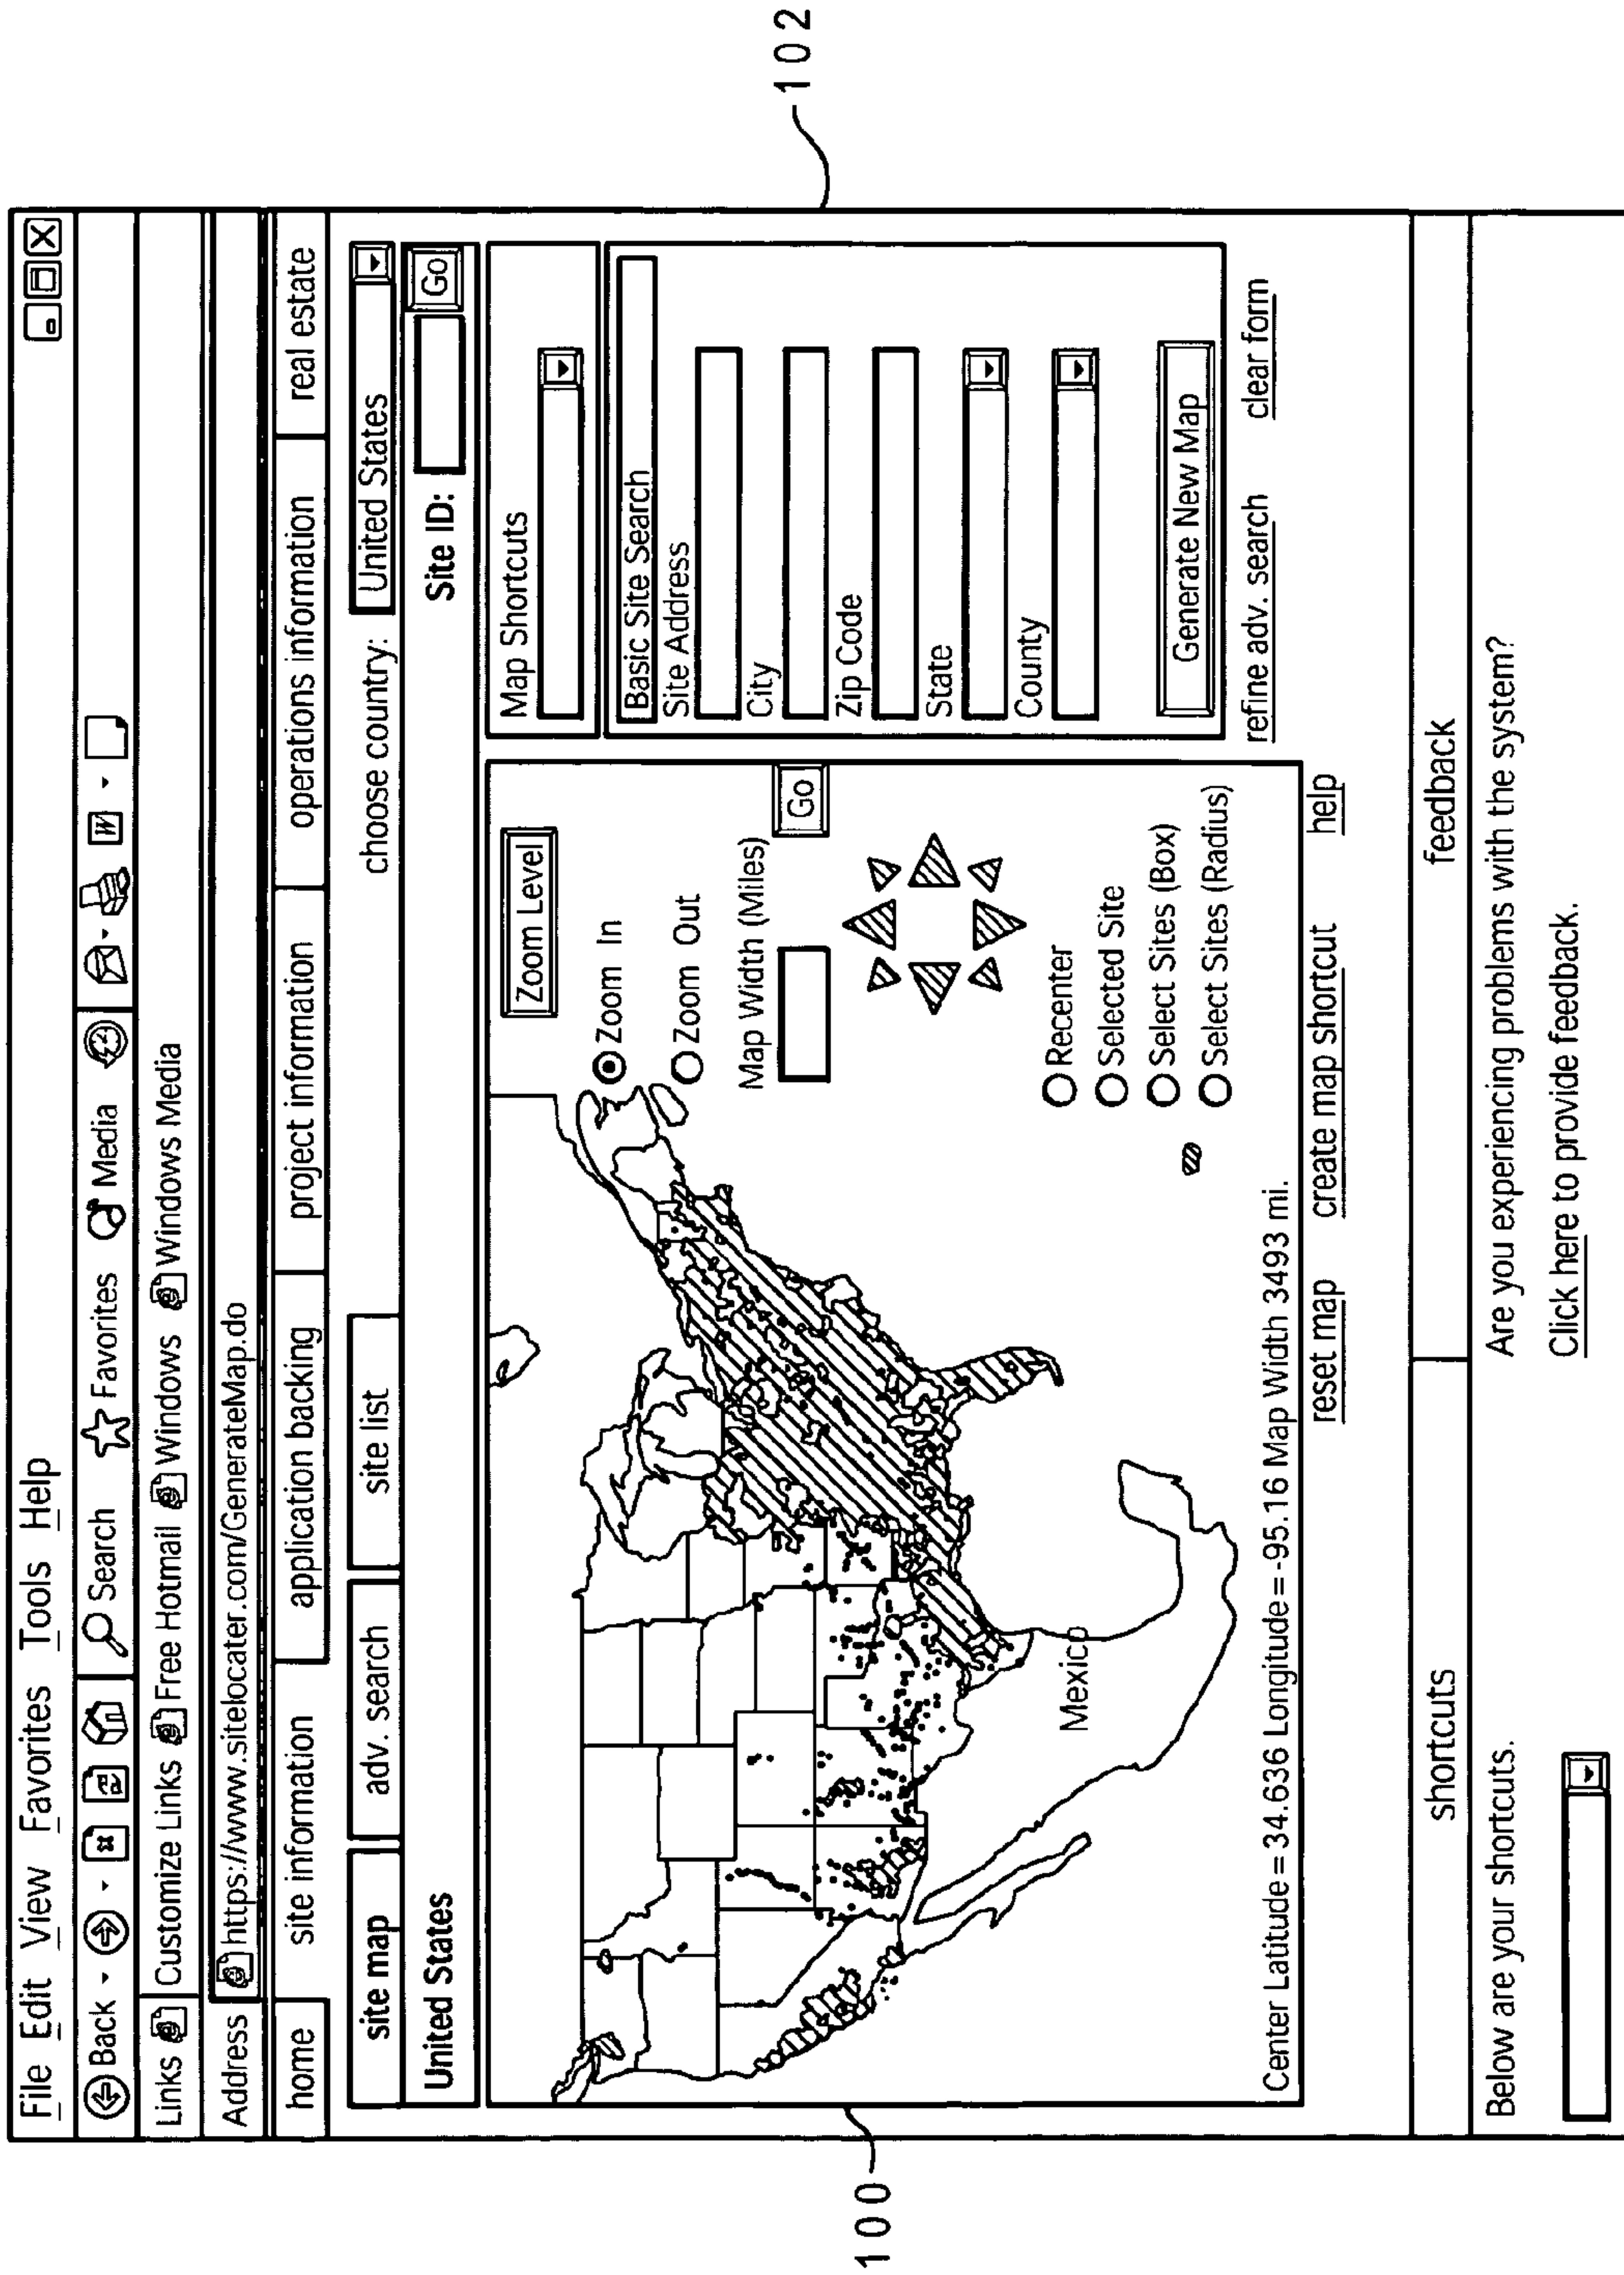 File Edit View Favorites Tools Help
Back Search Favorites Media W
Links Customize Links Free Hotmail Windows Windows Media
Address https://www.sitelocater.com/GenerateMap.do
home site information application backing project information operations information real estate
site map adv. search site list choose country: United States
United States Site ID: Go
Zoom Level
Zoom In
Zoom Out
Map Width (Miles)
Go
Recenter
Selected Site
Select Sites (Box)
Select Sites (Radius)
Mexico
Center Latitude = 34.636 Longitude = -95.16 Map Width 3493 mi.
reset map create map shortcut help
Map Shortcuts
Basic Site Search
Site Address
City
Zip Code
State
County
Generate New Map
refine adv. search clear form
shortcuts feedback
Below are your shortcuts. Are you experiencing problems with the system?
Click here to provide feedback.
100
102